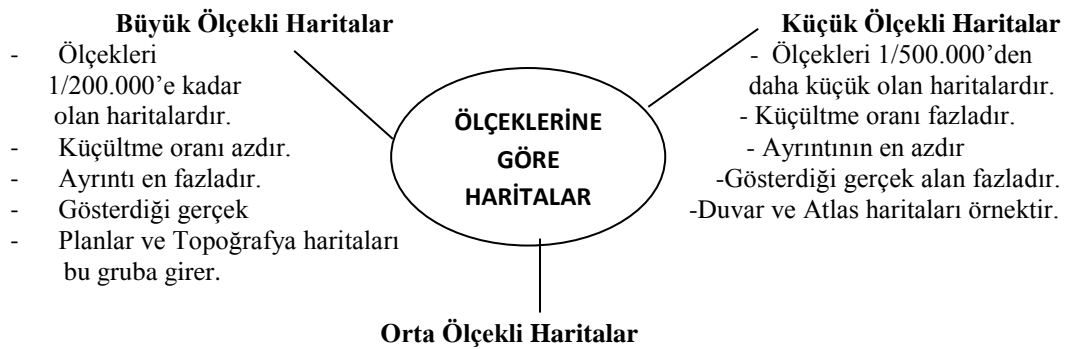 Büyük Ölçekli Haritalar
- Ölçekleri
1/200.000’e kadar
olan haritalardır.
- Küçültme oranı azdır.
- Ayrıntı en fazladır.
- Gösterdiği gerçek
- Planlar ve Topoğrafya haritaları
bu gruba girer.
ÖLÇEKLERİNE
GÖRE
HARİTALAR
Küçük Ölçekli Haritalar
- Ölçekleri 1/500.000’den
daha küçük olan haritalardır.
- Küçültme oranı fazladır.
- Ayrıntının en azdır
-Gösterdiği gerçek alan fazladır.
-Duvar ve Atlas haritaları örnektir.
Orta Ölçekli Haritalar